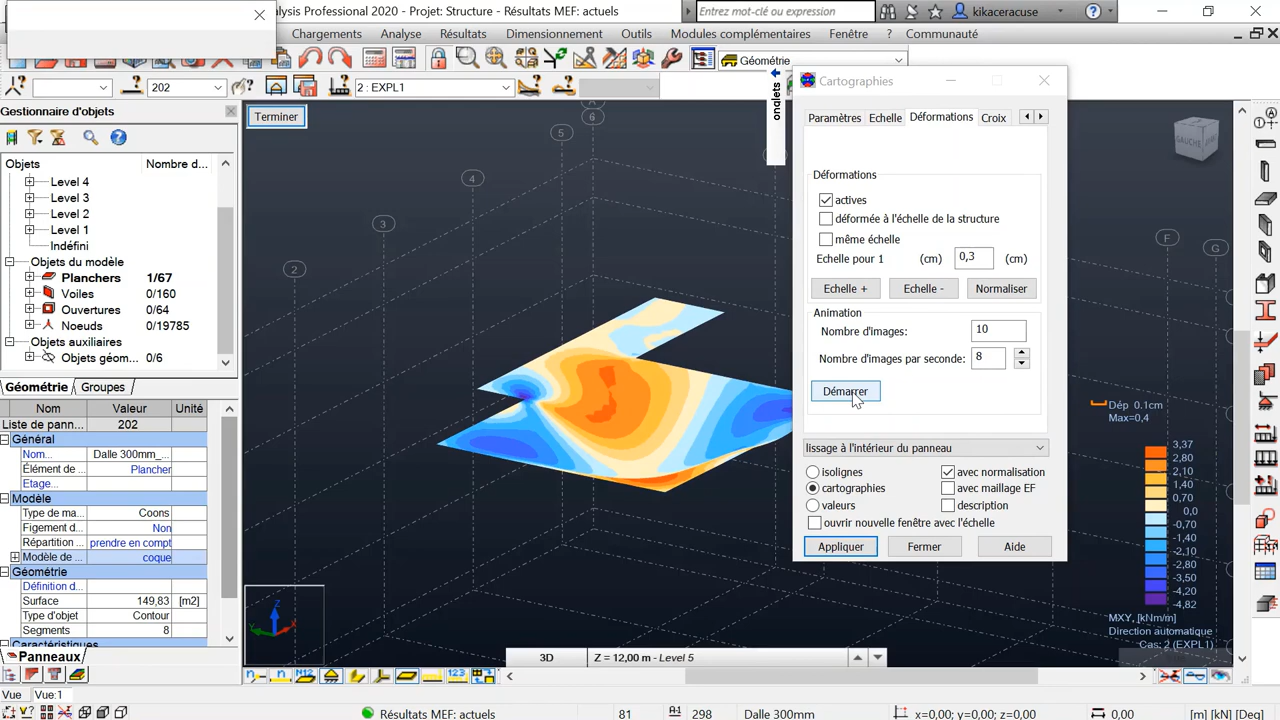 alysis Professional 2020 - Projet: Structure - Résultats MEF: actuels
Entrez mot-clé ou expression
kikaceracuse
Chargements Analyse Résultats Dimensionnement Outils Modules complémentaires Fenêtre ? Communauté
Géométrie
202
2 : EXPL1
Gestionnaire d'objets
Objets Nombre d...
Level 4
Level 3
Level 2
Level 1
Indéfini
Objets du modèle
Planchers 1/67
Voiles 0/160
Ouvertures 0/64
Noeuds 0/19785
Objets auxiliaires
Objets géom... 0/6
Géométrie Groupes
Nom Valeur Unité
Liste de pann... 202
Général
Nom... Dalle 300mm_...
Élément de ... Plancher
Etage...
Modèle
Type de ma... Coons
Figement d... Non
Répartition ... prendre en compt
Modèle de... coque
Géométrie
Définition d...
Surface 149,83 [m2]
Type d'objet Contour
Segments 8
Caractéristiques
Panneaux
Vue Vue:1
Terminer
onglets
2
3
4
5
6
F
G
GAUCHE
Cartographies
Paramètres Echelle Déformations Croix
Déformations
actives
déformée à l'échelle de la structure
même échelle
Echelle pour 1 (cm) 0,3 (cm)
Echelle + Echelle - Normaliser
Animation
Nombre d'images: 10
Nombre d'images par seconde: 8
Démarrer
lissage à l'intérieur du panneau
isolignes avec normalisation
cartographies avec maillage EF
valeurs description
ouvrir nouvelle fenêtre avec l'échelle
Appliquer Fermer Aide
Dép 0.1cm
Max=0,4
3,37
2,80
2,10
1,40
0,70
0,0
-0,70
-1,40
-2,10
-2,80
-3,50
-4,20
-4,82
MXY, [kNm/m]
Direction automatique
Cas: 2 (EXPL1)
3D Z = 12,00 m - Level 5
Résultats MEF: actuels 81 298 Dalle 300mm x=0,00; y=0,00; z=0,00 0,00 [m] [kN] [Deg]